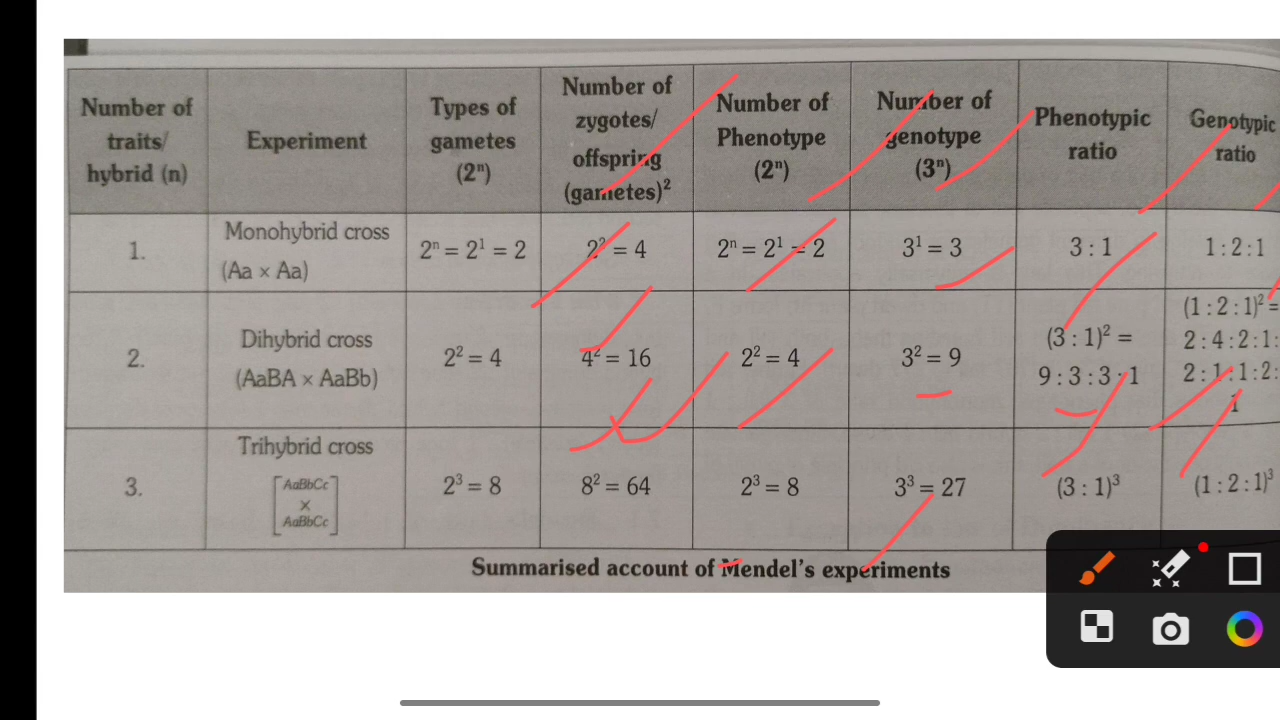 Number of traits/ hybrid (n)
Experiment
Types of gametes (2ⁿ)
Number of zygotes/ offspring (gametes)²
Number of Phenotype (2ⁿ)
Number of genotype (3ⁿ)
Phenotypic ratio
Genotypic ratio
1.
Monohybrid cross
(Aa × Aa)
2ⁿ = 2¹ = 2
2² = 4
2ⁿ = 2¹ = 2
3¹ = 3
3 : 1
1 : 2 : 1
2.
Dihybrid cross
(AaBA × AaBb)
2² = 4
4² = 16
2² = 4
3² = 9
(3 : 1)² =
9 : 3 : 3 : 1
(1 : 2 : 1)² =
2 : 4 : 2 : 1 :
2 : 1 : 1 : 2 :
1
3.
Trihybrid cross
AaBbCc
×
AaBbCc
2³ = 8
8² = 64
2³ = 8
3³ = 27
(3 : 1)³
(1 : 2 : 1)³
Summarised account of Mendel's experiments